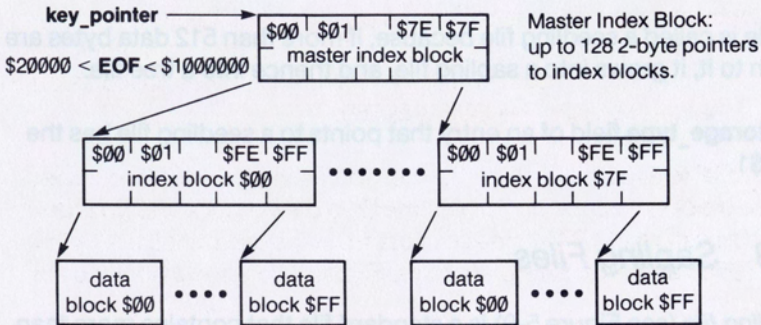 key_pointer
$00 $01 $7E $7F
master index block
Master Index Block:
up to 128 2-byte pointers
to index blocks.
$20000 < EOF < $1000000
$00 $01 $FE $FF
index block $00
$00 $01 $FE $FF
index block $7F
data
block $00
data
block $FF
data
block $00
data
block $FF